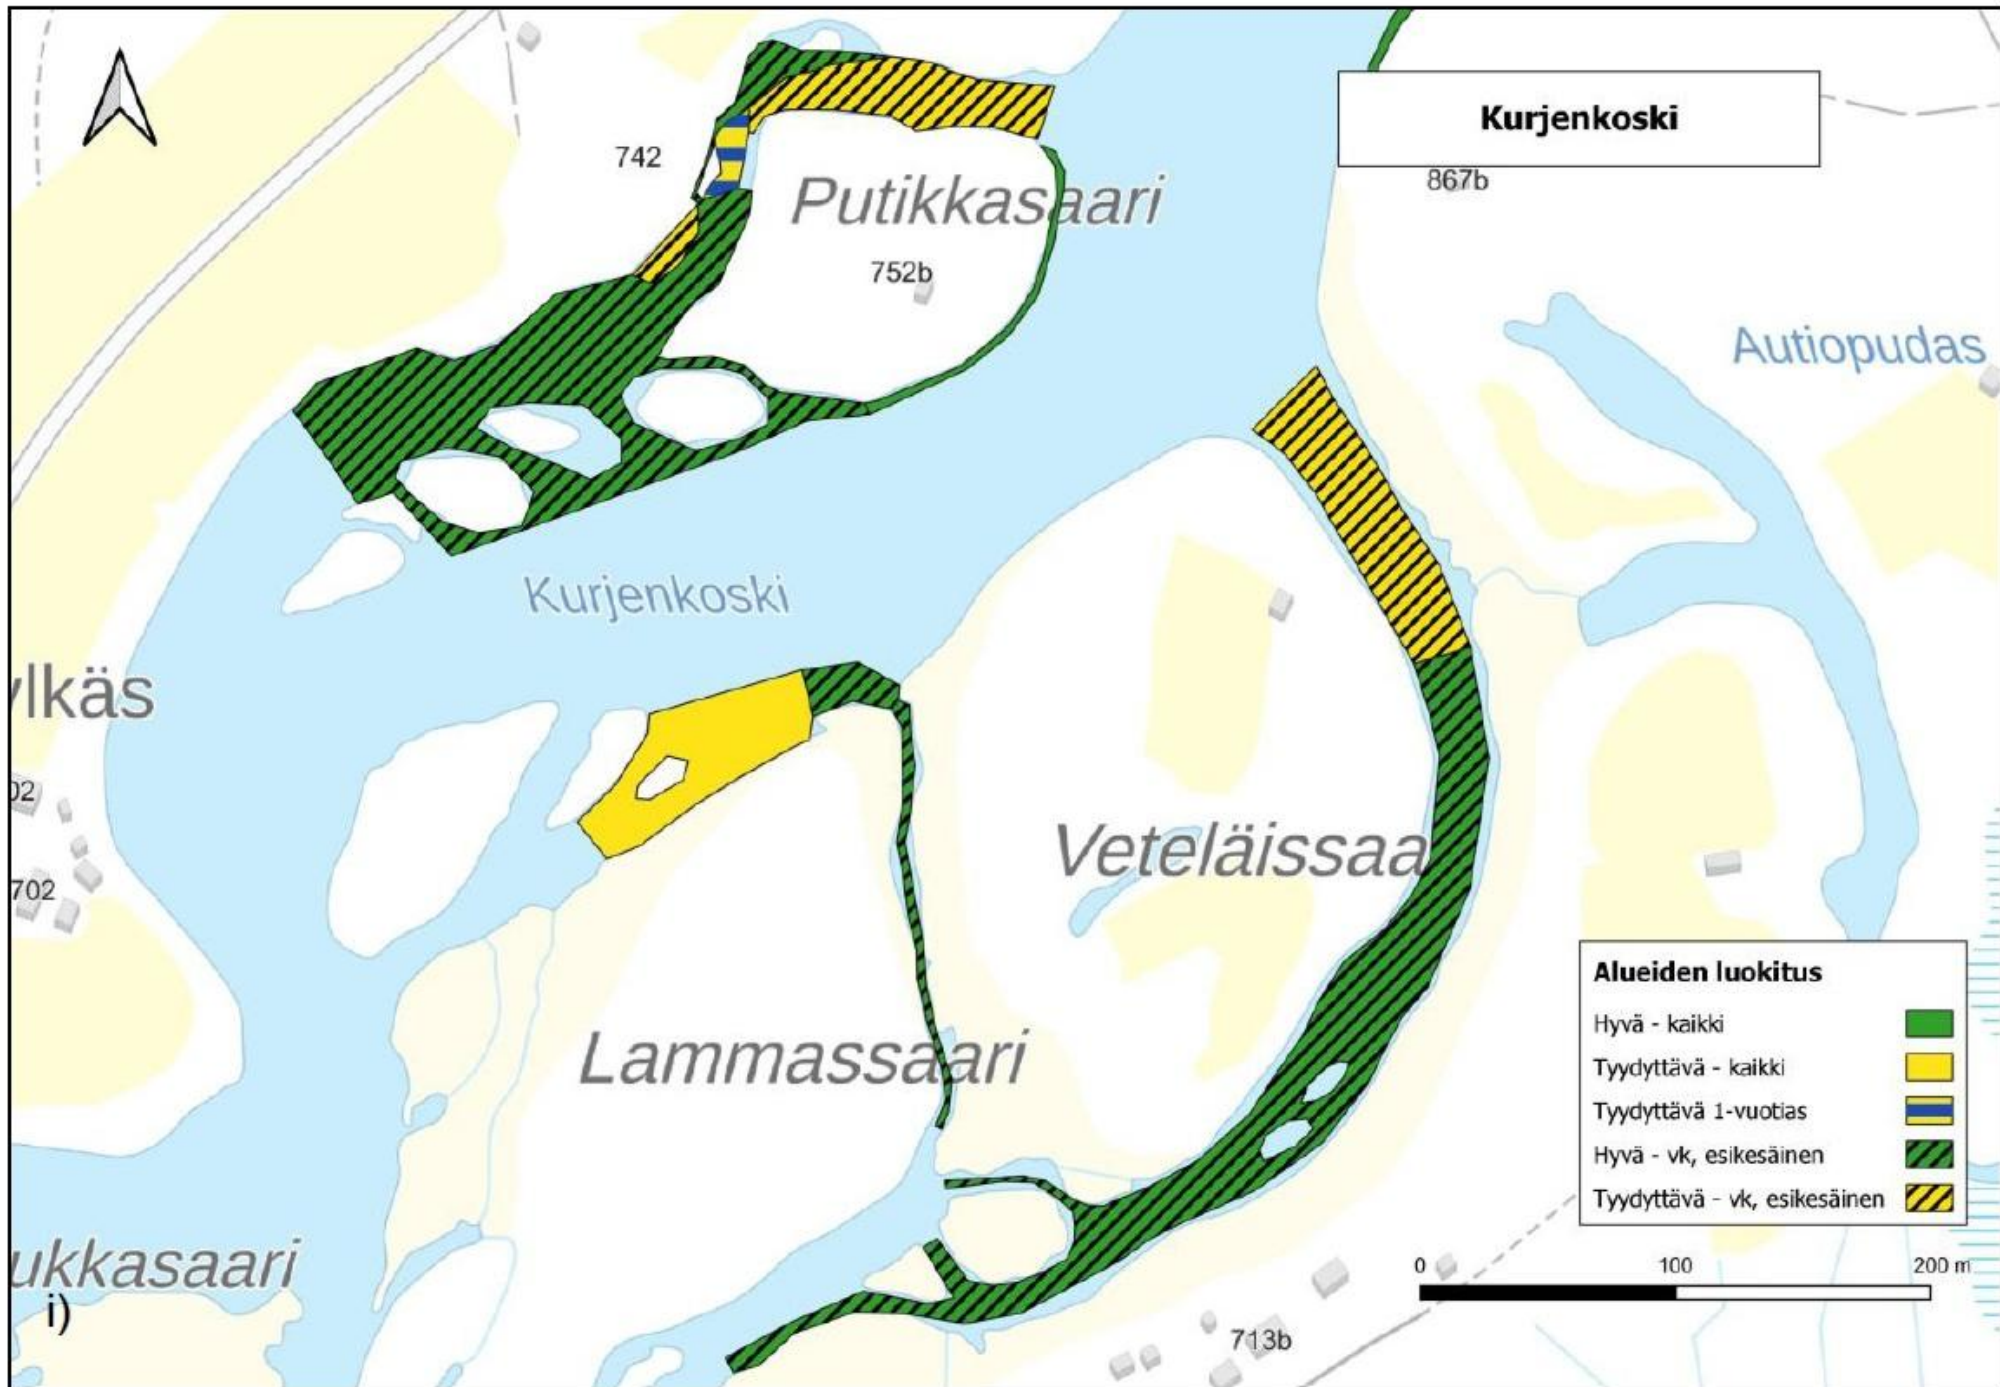 Kurjenkoski
742
867b
Putikkasaari
752b
Autiopudas
Kurjenkoski
lkäs
02
Veteläissaa
702
Alueiden luokitus
Hyvä - kaikki
Tyydyttävä - kaikki
Tyydyttävä 1-vuotias
Hyvä - vk, esikesäinen
Tyydyttävä - vk, esikesäinen
Lammassaari
ukkasaari
i)
0 100 200 m
713b